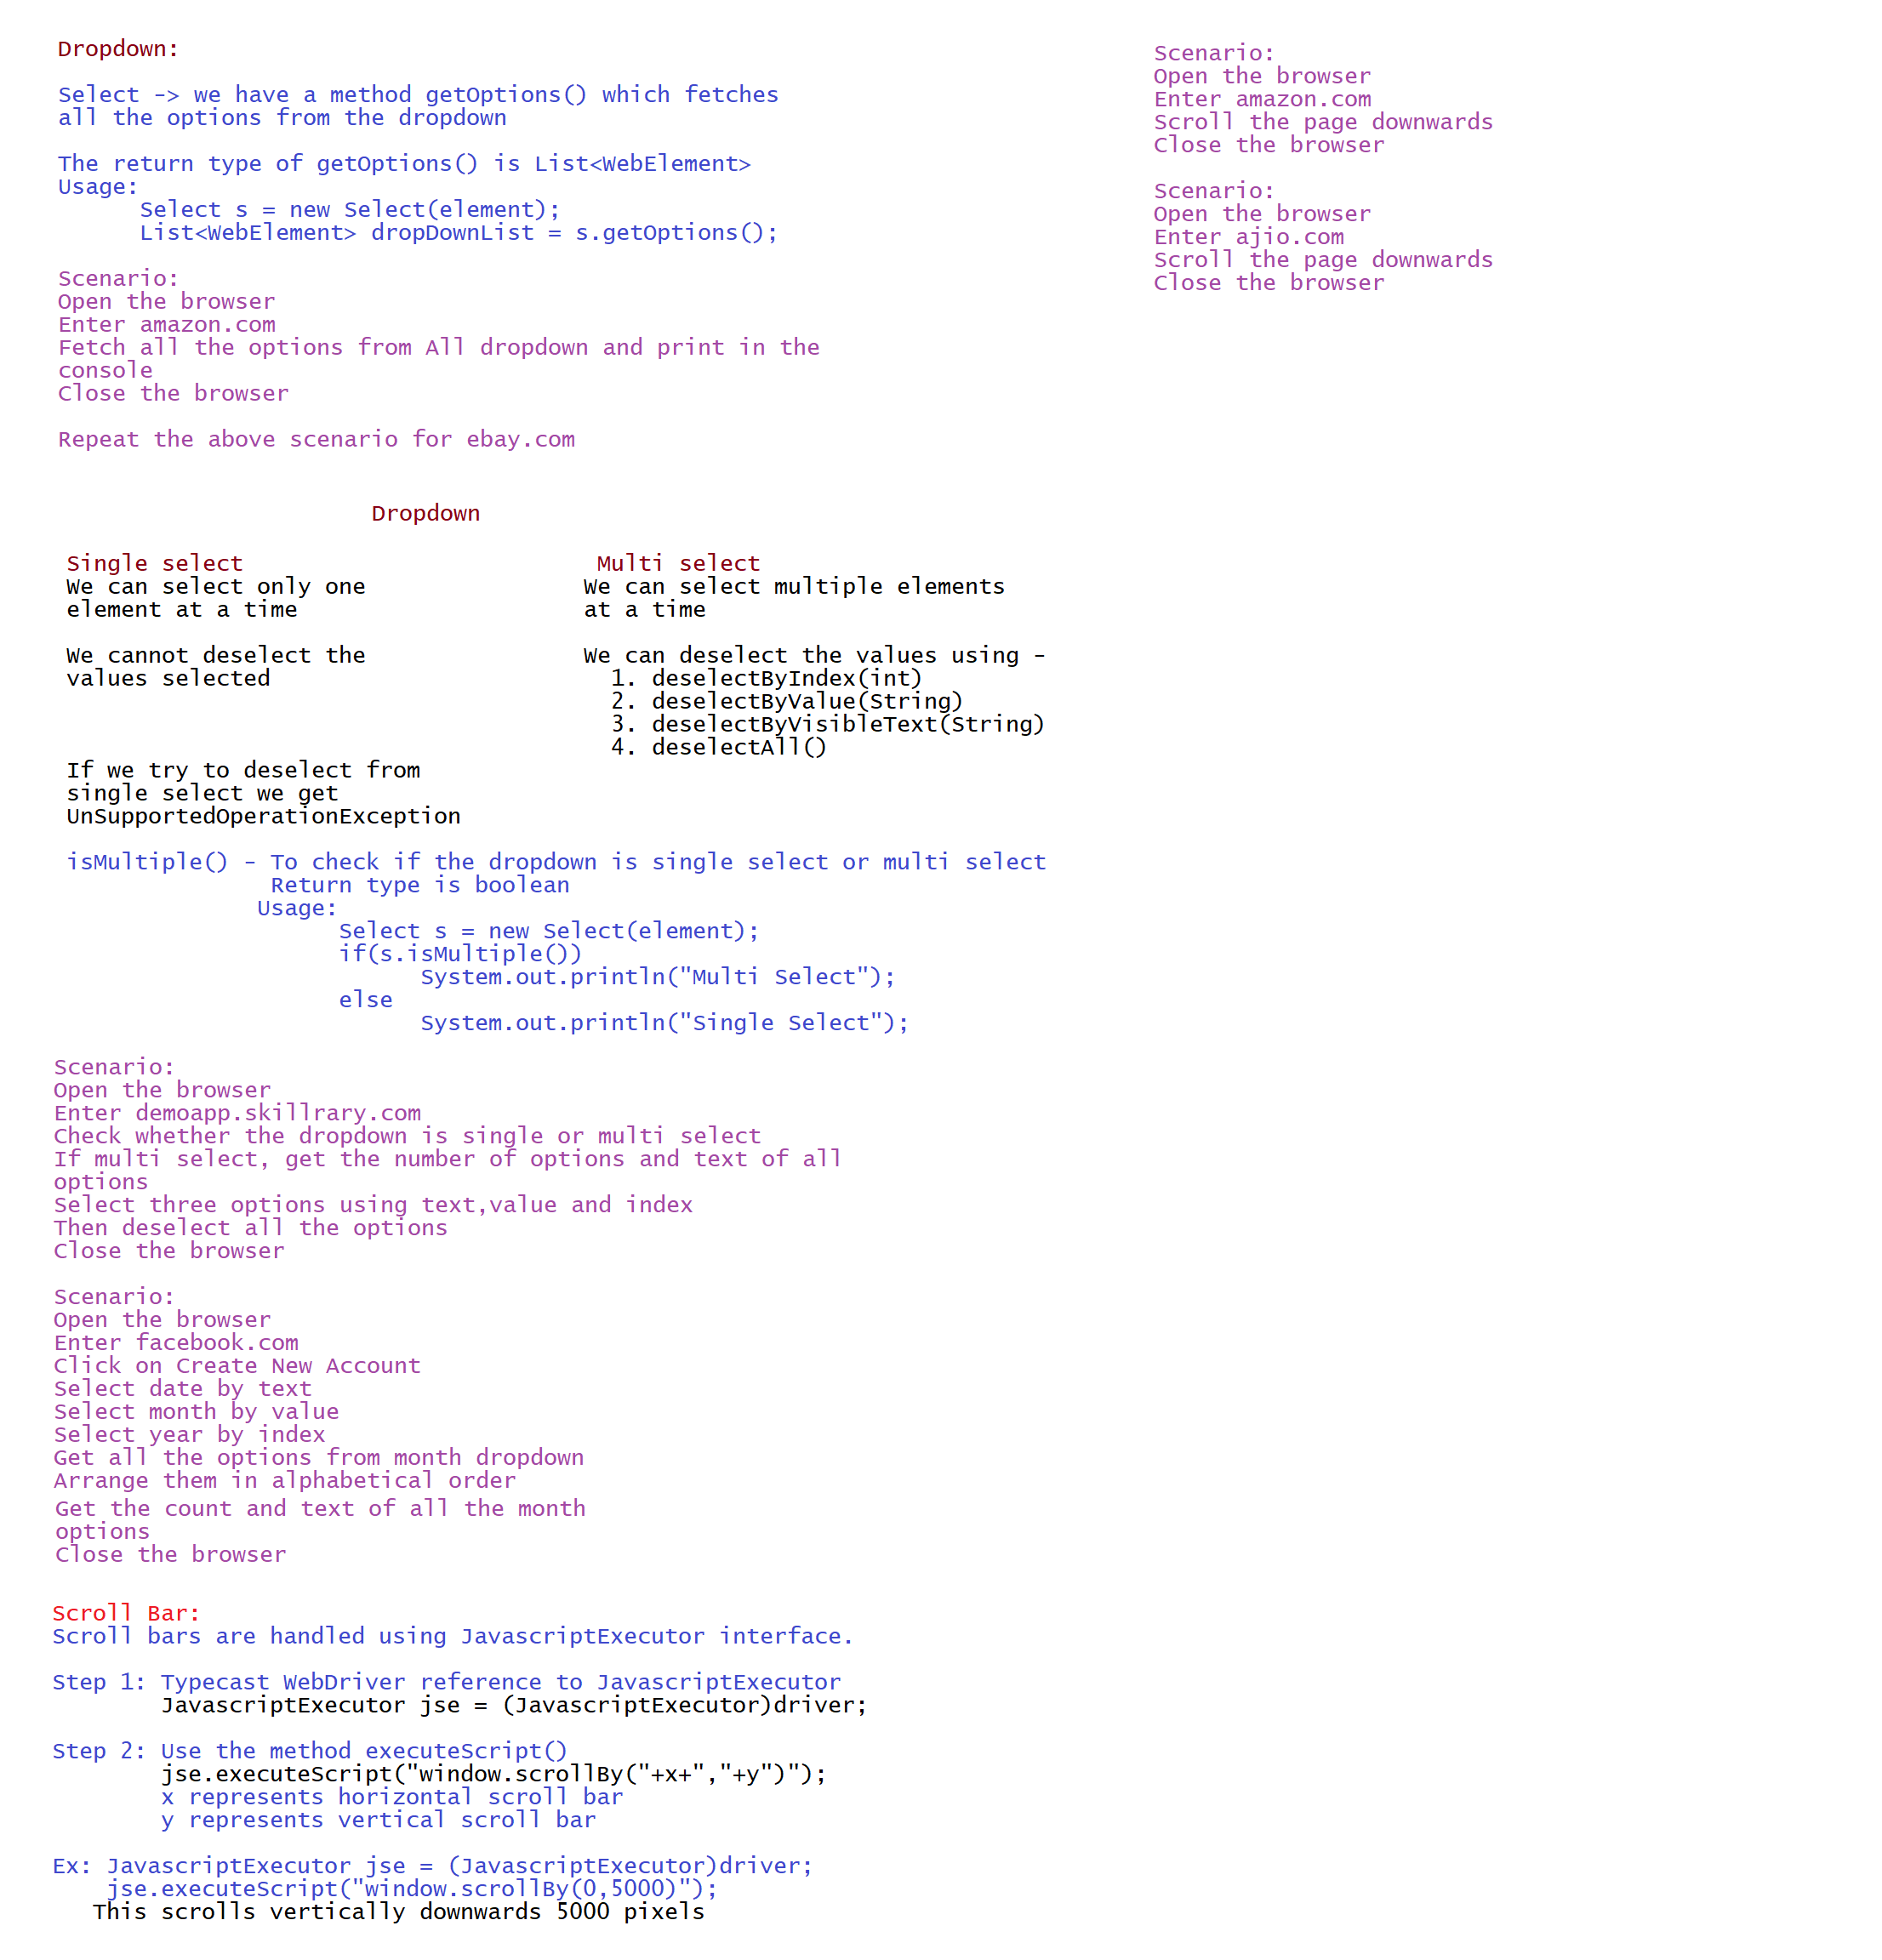 Dropdown:
Select -> we have a method getOptions() which fetches
all the options from the dropdown
The return type of getOptions() is List<WebElement>
Usage:
Select s = new Select(element);
List<WebElement> dropDownList = s.getOptions();
Scenario:
Open the browser
Enter amazon.com
Fetch all the options from All dropdown and print in the
console
Close the browser
Repeat the above scenario for ebay.com
Dropdown
Single select
We can select only one
element at a time
We cannot deselect the
values selected
If we try to deselect from
single select we get
UnSupportedOperationException
Multi select
We can select multiple elements
at a time
We can deselect the values using -
1. deselectByIndex(int)
2. deselectByValue(String)
3. deselectByVisibleText(String)
4. deselectAll()
isMultiple() - To check if the dropdown is single select or multi select
Return type is boolean
Usage:
Select s = new Select(element);
if(s.isMultiple())
System.out.println("Multi Select");
else
System.out.println("Single Select");
Scenario:
Open the browser
Enter demoapp.skillrary.com
Check whether the dropdown is single or multi select
If multi select, get the number of options and text of all
options
Select three options using text,value and index
Then deselect all the options
Close the browser
Scenario:
Open the browser
Enter facebook.com
Click on Create New Account
Select date by text
Select month by value
Select year by index
Get all the options from month dropdown
Arrange them in alphabetical order
Get the count and text of all the month
options
Close the browser
Scroll Bar:
Scroll bars are handled using JavascriptExecutor interface.
Step 1: Typecast WebDriver reference to JavascriptExecutor
JavascriptExecutor jse = (JavascriptExecutor)driver;
Step 2: Use the method executeScript()
jse.executeScript("window.scrollBy("+x+","+y")");
x represents horizontal scroll bar
y represents vertical scroll bar
Ex: JavascriptExecutor jse = (JavascriptExecutor)driver;
jse.executeScript("window.scrollBy(0,5000)");
This scrolls vertically downwards 5000 pixels
Scenario:
Open the browser
Enter amazon.com
Scroll the page downwards
Close the browser
Scenario:
Open the browser
Enter ajio.com
Scroll the page downwards
Close the browser